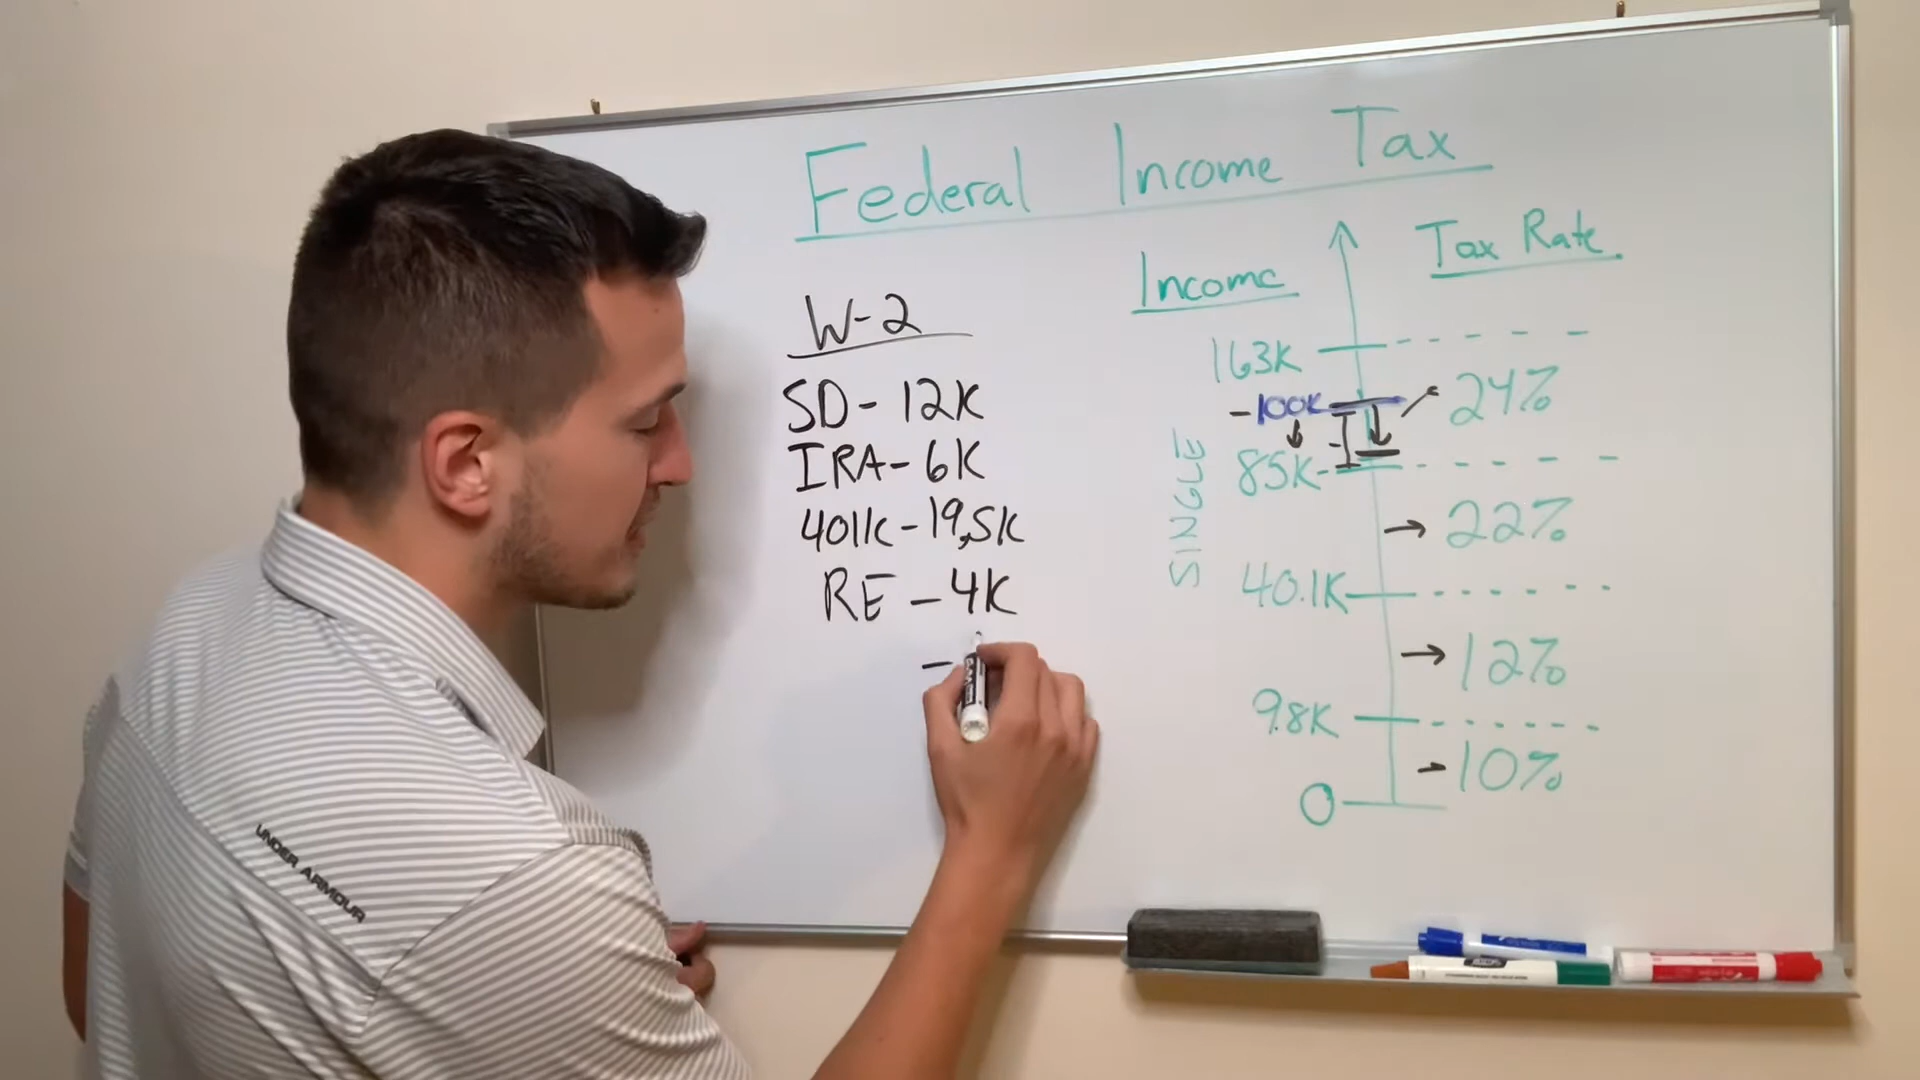 Federal Income Tax
W-2
SD- 12K
IRA- 6K
401K- 19,5K
RE - 4K
-
Income
Tax Rate
163K
24%
-100K
85K
22%
SINGLE
40.1K
12%
9.8K
10%
0
UNDER ARMOUR